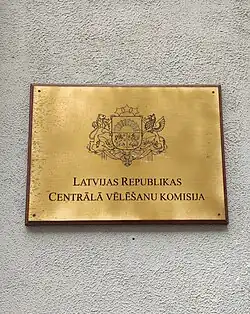 LATVIJAS REPUBLIKAS
CENTRĀLĀ VĒLĒŠANU KOMISIJA